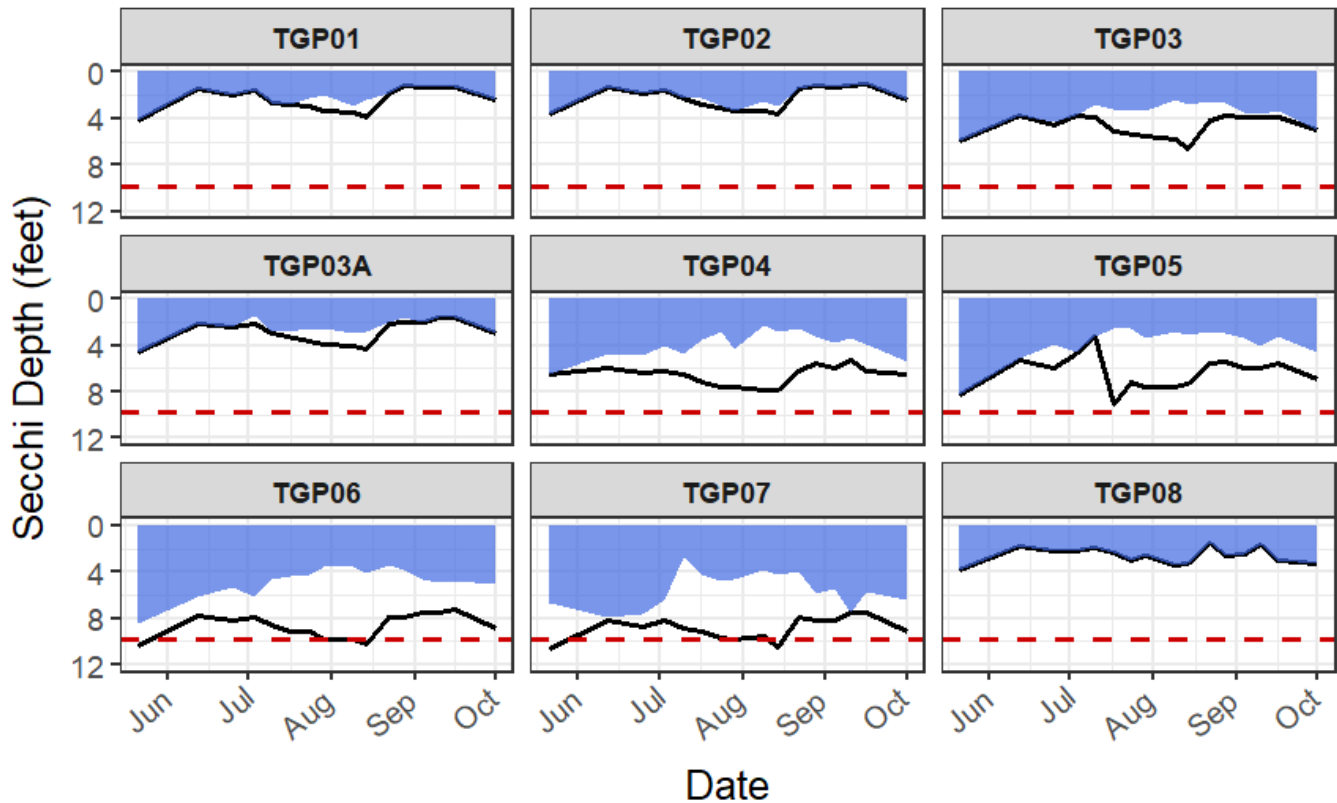 TGP01 TGP02 TGP03
0
4
8
12
TGP03A TGP04 TGP05
0
4
8
12
TGP06 TGP07 TGP08
0
4
8
12
Secchi Depth (feet)
Jun Jul Aug Sep Oct Jun Jul Aug Sep Oct Jun Jul Aug Sep Oct
Date